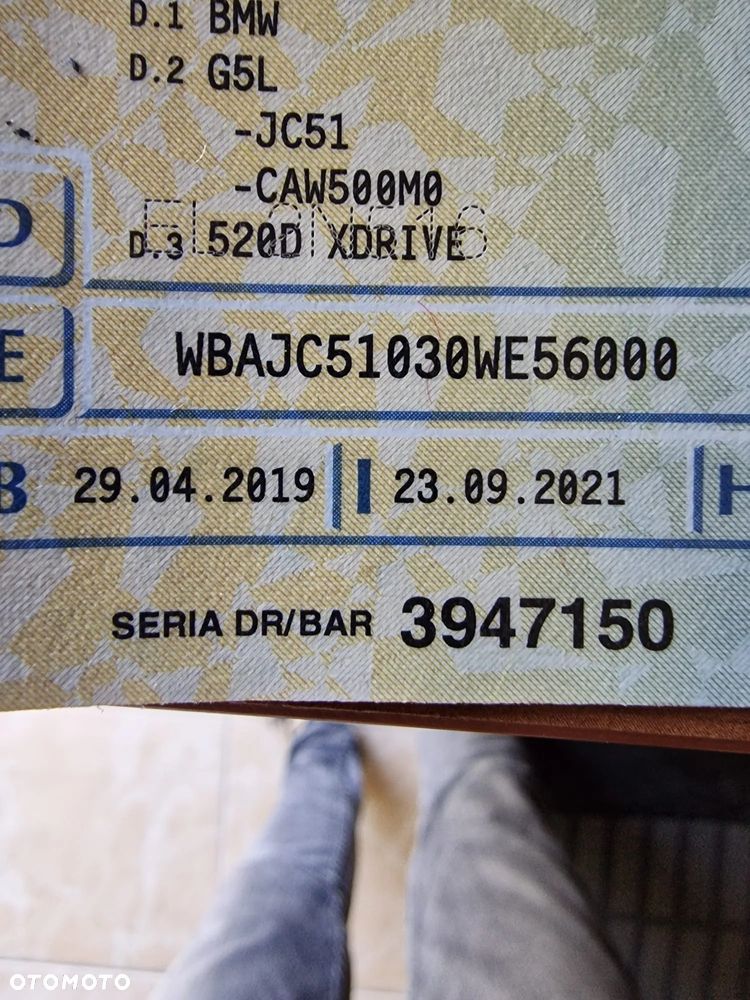 D.1 BMW
D.2 G5L
-JC51
-CAW500M0
D
D.3 520D XDRIVE
E WBAJC51030WE56000
B 29.04.2019 I 23.09.2021 H
SERIA DR/BAR 3947150
OTOMOTO